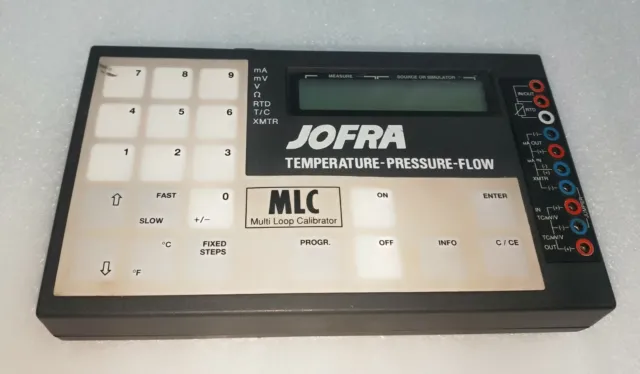 7 8 9
4 4 6
1 2 3
FAST 0
SLOW +/-
°C FIXED STEPS
°F
mA
mV
V
Ω
RTD
T/C
XMTR
MEASURE SOURCE OR SIMULATOR
JOFRA
TEMPERATURE-PRESSURE-FLOW
MLC
Multi Loop Calibrator
ON ENTER
PROGR. OFF INFO C / CE
RTD
mA OUT
mA IN
XMTR
IN
TC/mV/V
TC/mV/V
OUT